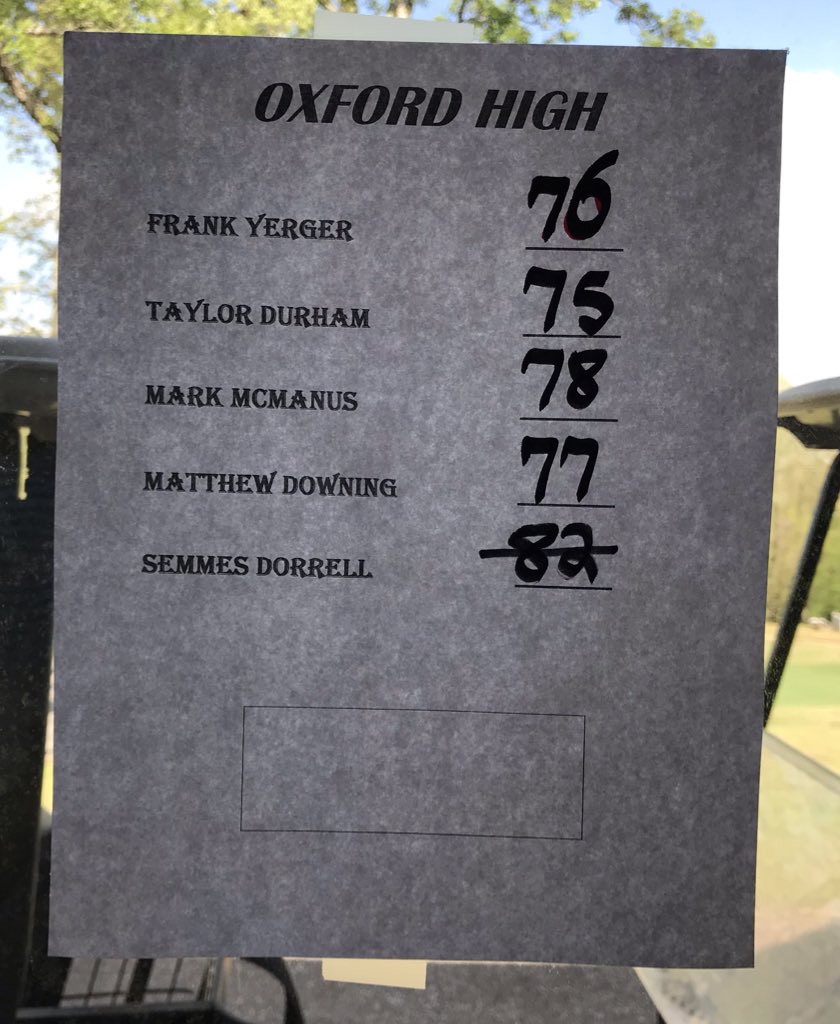 OXFORD HIGH
FRANK YERGER 76
TAYLOR DURHAM 75
MARK MCMANUS 78
MATTHEW DOWNING 77
SEMMES DORRELL 82